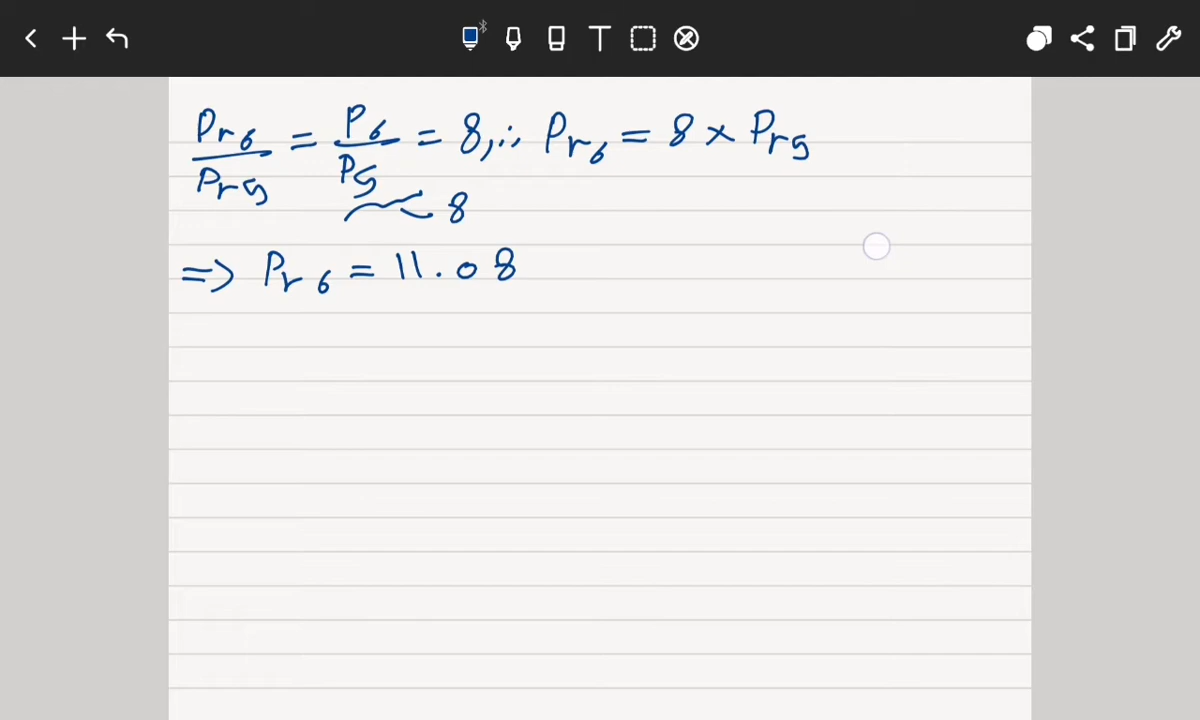 Pr6/Pr5 = P6/P5 = 8, ∴ Pr6 = 8 × Pr5
8
=> Pr6 = 11.08